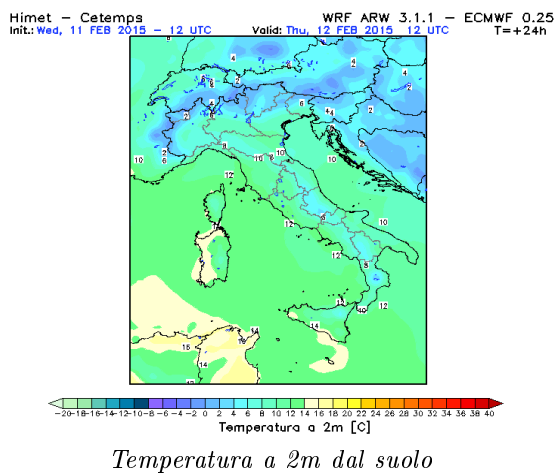 Himet – Cetemps WRF ARW 3.1.1 – ECMWF 0.25
Init.: Wed, 11 FEB 2015 – 12 UTC Valid: Thu, 12 FEB 2015 12 UTC T=+24h
-20-18-16-14-12-10 -8 -6 -4 -2 0 2 4 6 8 10 12 14 16 18 20 22 24 26 28 30 32 34 36 38 40
Temperatura a 2m [C]
Temperatura a 2m dal suolo